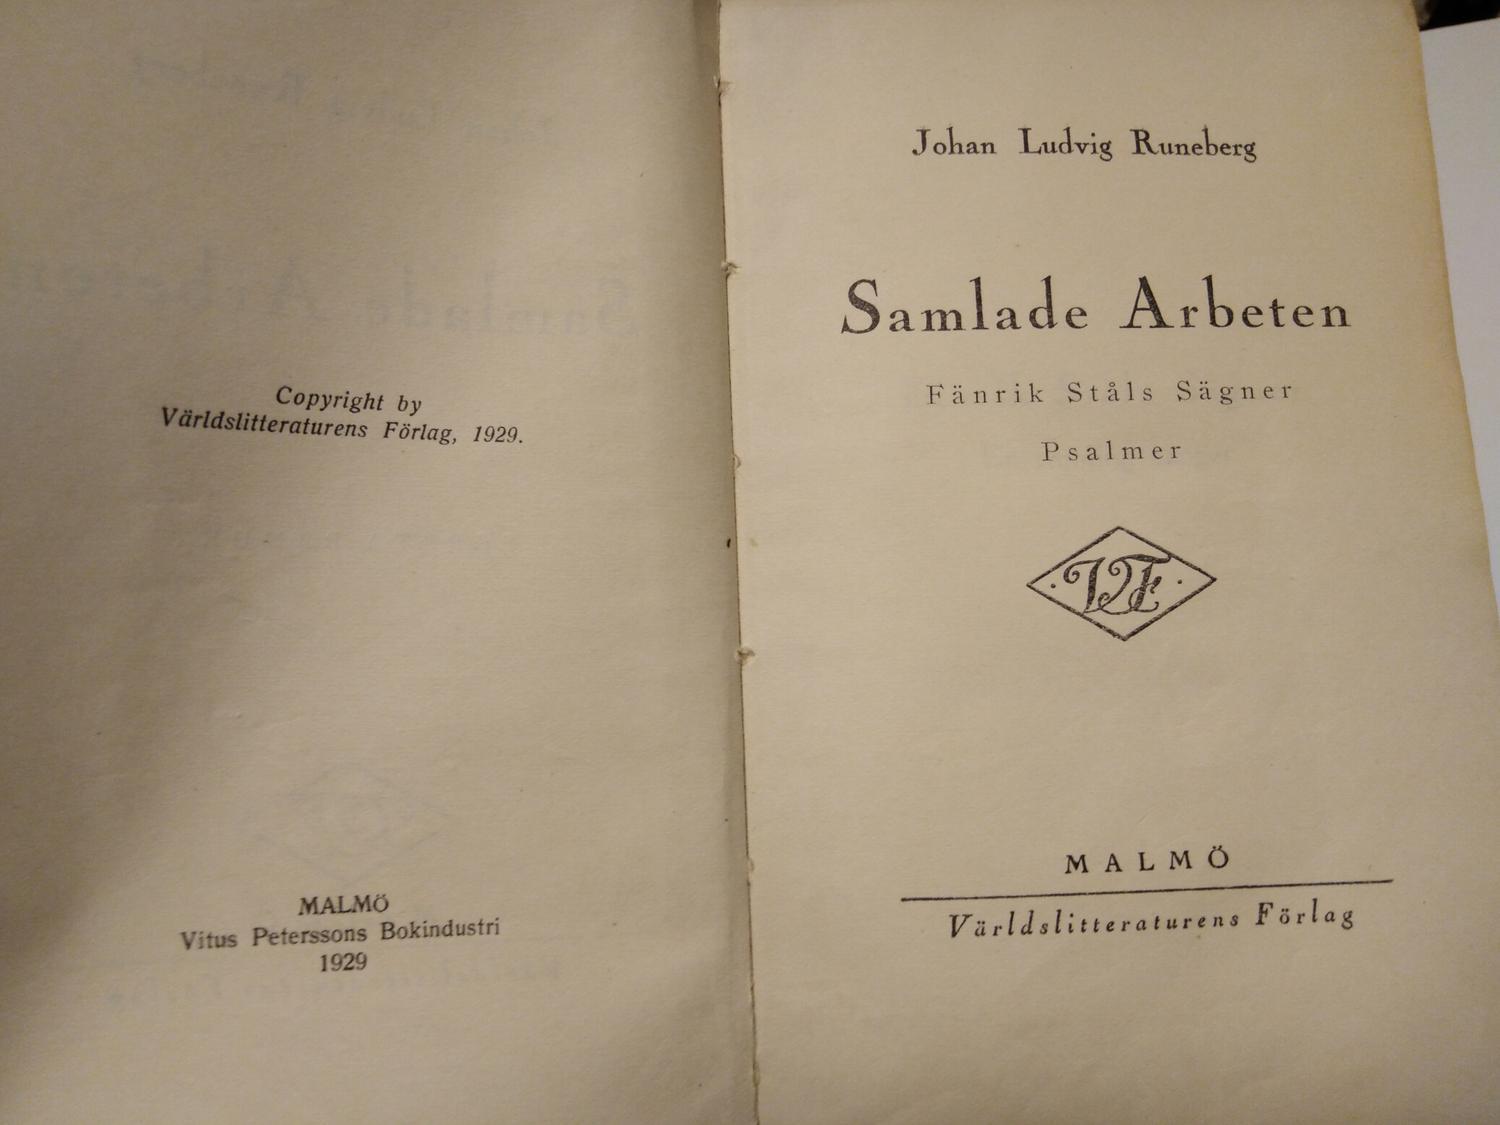 Copyright by
Världslitteraturens Förlag, 1929.
MALMÖ
Vitus Peterssons Bokindustri
1929
Johan Ludvig Runeberg
Samlade Arbeten
Fänrik Ståls Sägner
Psalmer
MALMÖ
Världslitteraturens Förlag